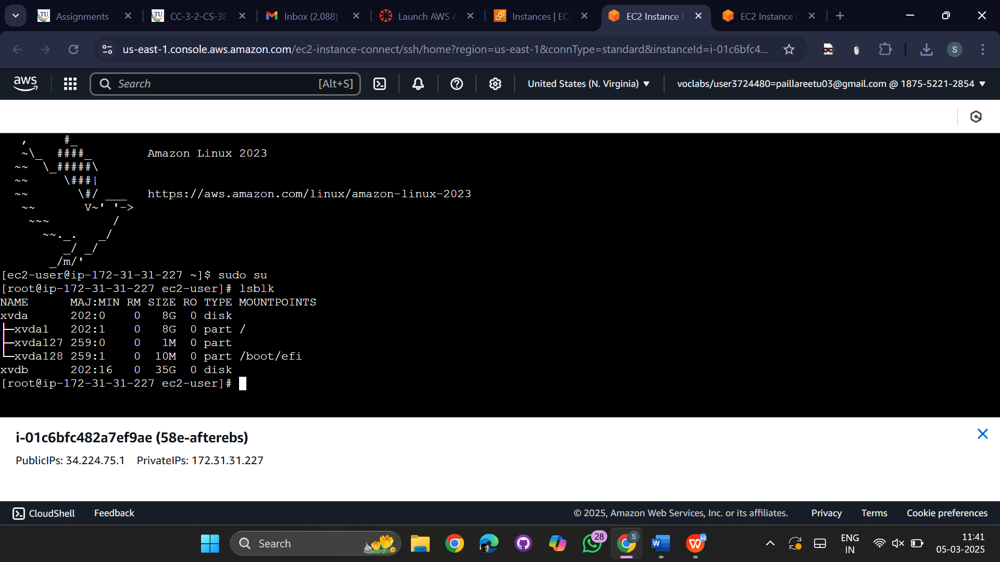 Assignments
CC-3-2-CS-3E
Inbox (2,088) -
Launch AWS A
Instances | EC2
EC2 Instance C
EC2 Instance C
us-east-1.console.aws.amazon.com/ec2-instance-connect/ssh/home?region=us-east-1&connType=standard&instanceId=i-01c6bfc4...
S
aws
Search [Alt+S]
United States (N. Virginia)
voclabs/user3724480=paillareetu03@gmail.com @ 1875-5221-2854
   ,     #_
   ~\_  ####_        Amazon Linux 2023
  ~~  \_#####\
  ~~     \###|
  ~~       \#/ ___   https://aws.amazon.com/linux/amazon-linux-2023
   ~~       V~' '->
    ~~~         /
      ~~._.   _/
         _/ _/
       _/m/'
[ec2-user@ip-172-31-31-227 ~]$ sudo su
[root@ip-172-31-31-227 ec2-user]# lsblk
NAME      MAJ:MIN RM SIZE RO TYPE MOUNTPOINTS
xvda      202:0    0   8G  0 disk
├─xvda1   202:1    0   8G  0 part /
├─xvda127 259:0    0   1M  0 part
└─xvda128 259:1    0  10M  0 part /boot/efi
xvdb      202:16   0  35G  0 disk
[root@ip-172-31-31-227 ec2-user]#
i-01c6bfc482a7ef9ae (58e-afterebs)
PublicIPs: 34.224.75.1 PrivateIPs: 172.31.31.227
CloudShell Feedback © 2025, Amazon Web Services, Inc. or its affiliates. Privacy Terms Cookie preferences
Search
28
S
ENG
IN
11:41
05-03-2025